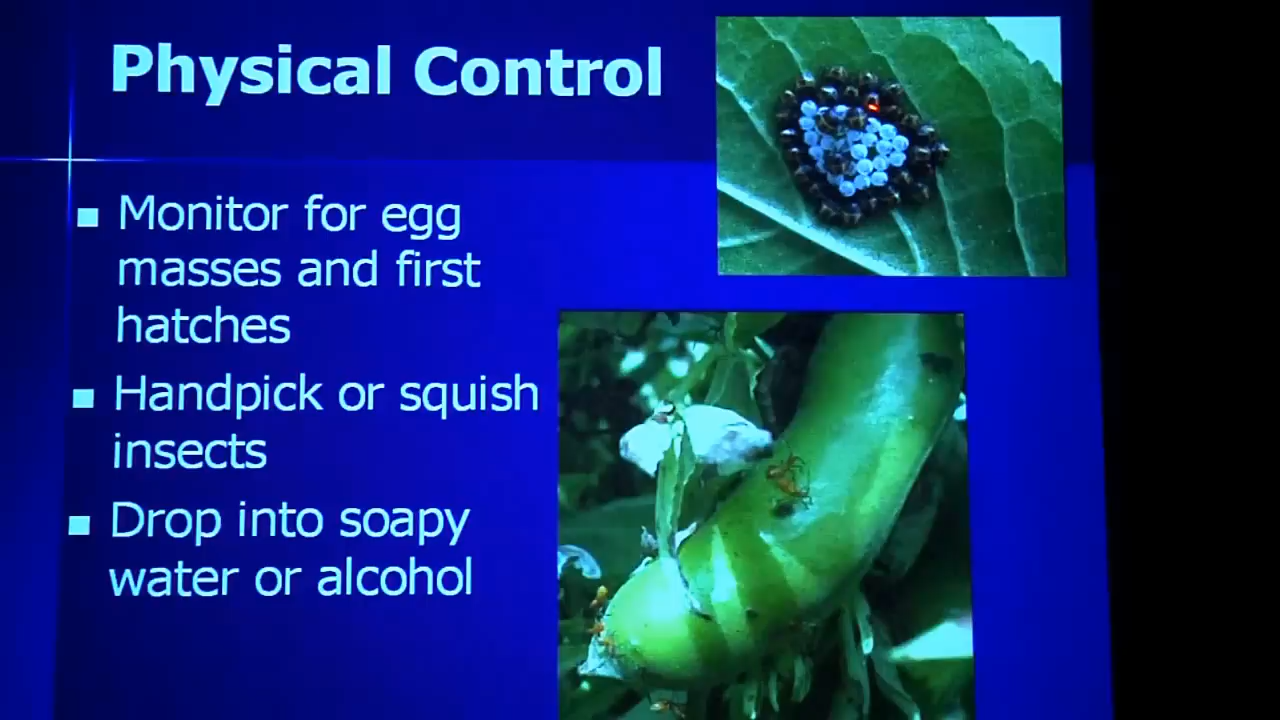 Physical Control
Monitor for egg
masses and first
hatches
Handpick or squish
insects
Drop into soapy
water or alcohol